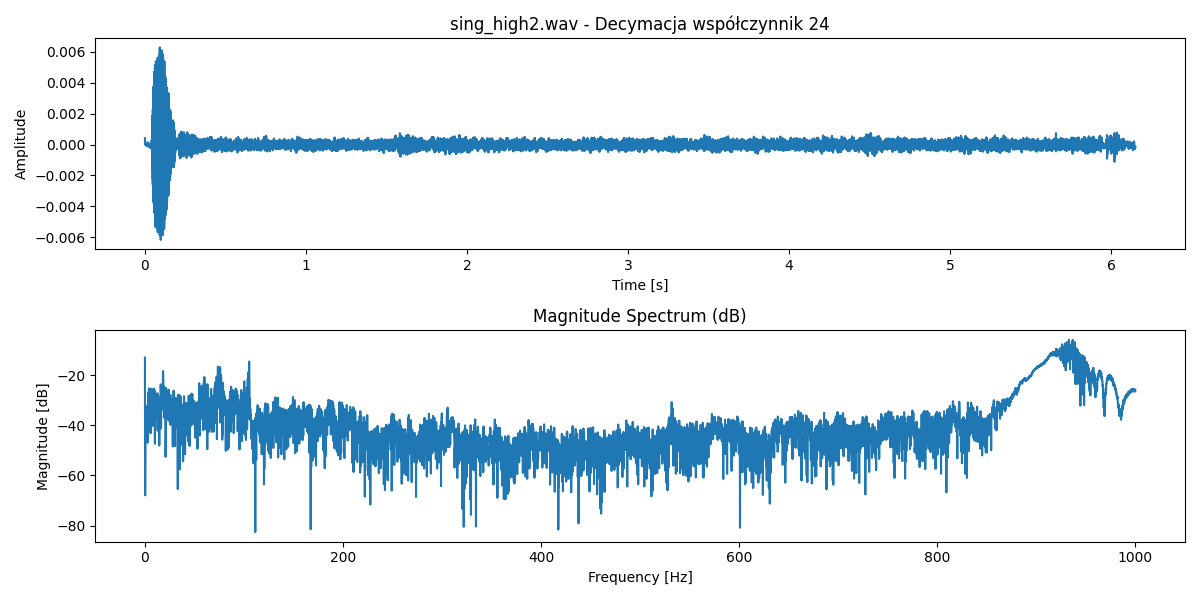 sing_high2.wav - Decymacja współczynnik 24
0.006
0.004
0.002
0.000
−0.002
−0.004
−0.006
Amplitude
0 1 2 3 4 5 6
Time [s]
Magnitude Spectrum (dB)
−20
−40
−60
−80
Magnitude [dB]
0 200 400 600 800 1000
Frequency [Hz]